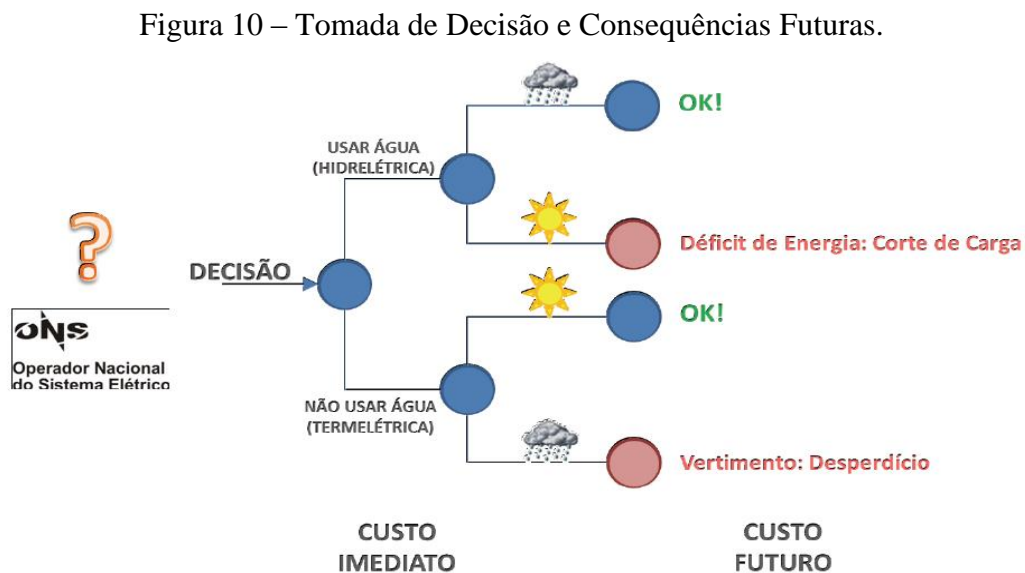 Figura 10 – Tomada de Decisão e Consequências Futuras.
OK!
USAR ÁGUA
(HIDRELÉTRICA)
?
Déficit de Energia: Corte de Carga
DECISÃO
OK!
ONS
Operador Nacional
do Sistema Elétrico
NÃO USAR ÁGUA
(TERMELÉTRICA)
Vertimento: Desperdício
CUSTO
IMEDIATO
CUSTO
FUTURO